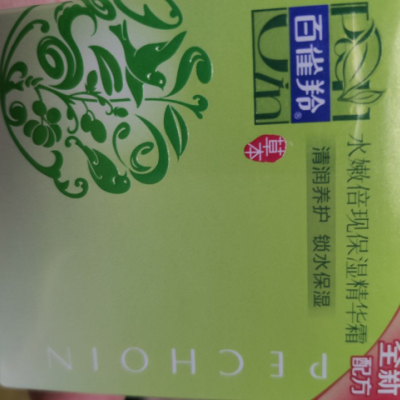 百雀羚®
草本
水嫩倍现保湿精华霜
清润养护 锁水保湿
PECHOIN
全新
配方